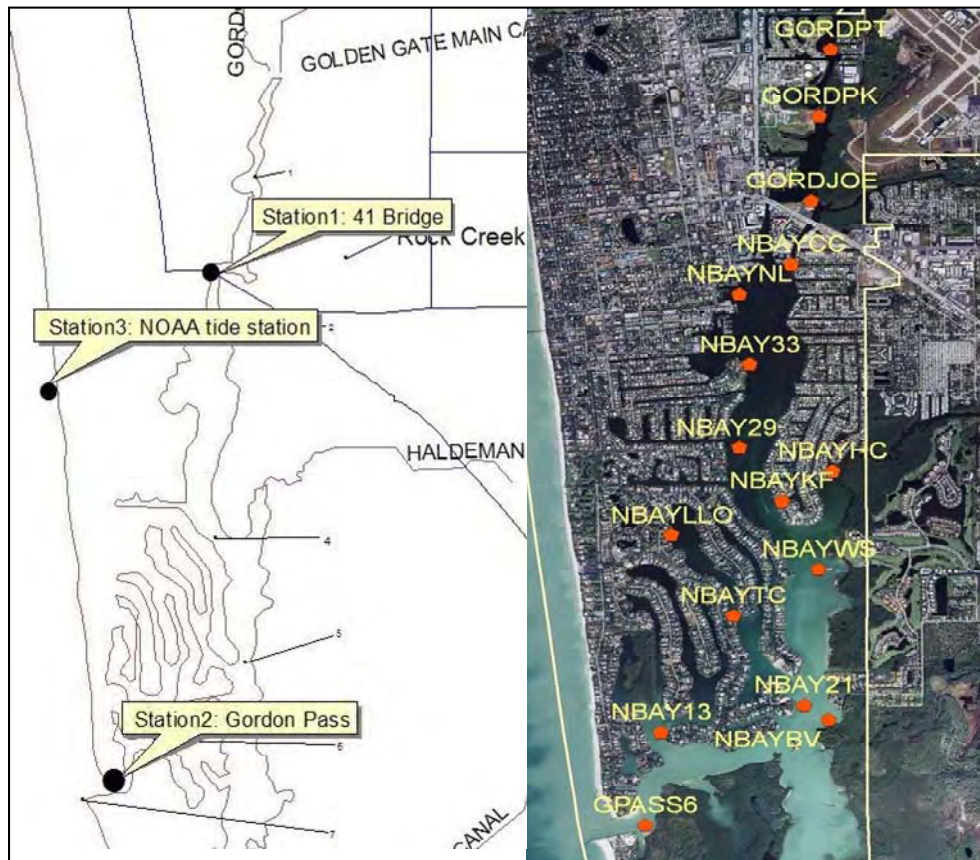 GORDO
GOLDEN GATE MAIN CA
1
Station1: 41 Bridge
Rock Creek
Station3: NOAA tide station
2
HALDEMAN
4
5
Station2: Gordon Pass
6
7
CANAL
GORDPT
GORDPK
GORDJOE
NBAYCC
NBAYNL
NBAY33
NBAY29
NBAYHC
NBAYKF
NBAYLLO
NBAYWS
NBAYTC
NBAY21
NBAY13
NBAYBV
GPASS6